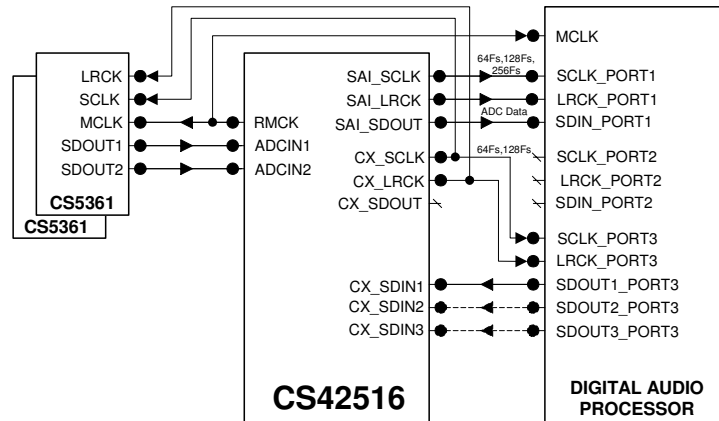 LRCK
SCLK
MCLK
SDOUT1
SDOUT2
CS5361
CS5361
RMCK
ADCIN1
ADCIN2
SAI_SCLK
SAI_LRCK
SAI_SDOUT
CX_SCLK
CX_LRCK
CX_SDOUT
CX_SDIN1
CX_SDIN2
CX_SDIN3
CS42516
64Fs,128Fs,
256Fs
ADC Data
64Fs,128Fs
MCLK
SCLK_PORT1
LRCK_PORT1
SDIN_PORT1
SCLK_PORT2
LRCK_PORT2
SDIN_PORT2
SCLK_PORT3
LRCK_PORT3
SDOUT1_PORT3
SDOUT2_PORT3
SDOUT3_PORT3
DIGITAL AUDIO
PROCESSOR